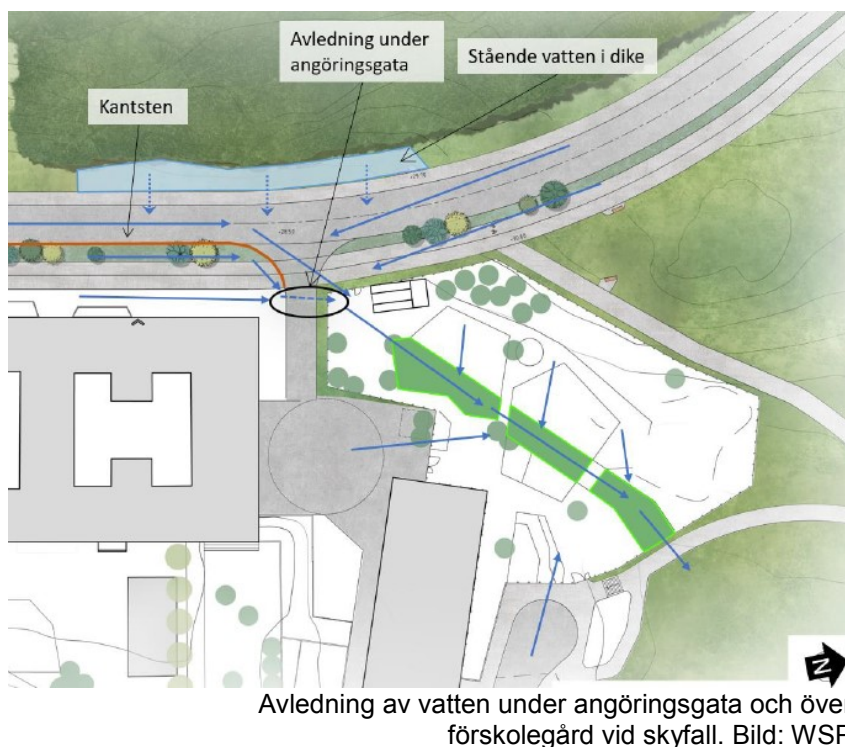 Avledning under
angöringsgata
Stående vatten i dike
Kantsten
N
Avledning av vatten under angöringsgata och över
förskolegård vid skyfall. Bild: WSP